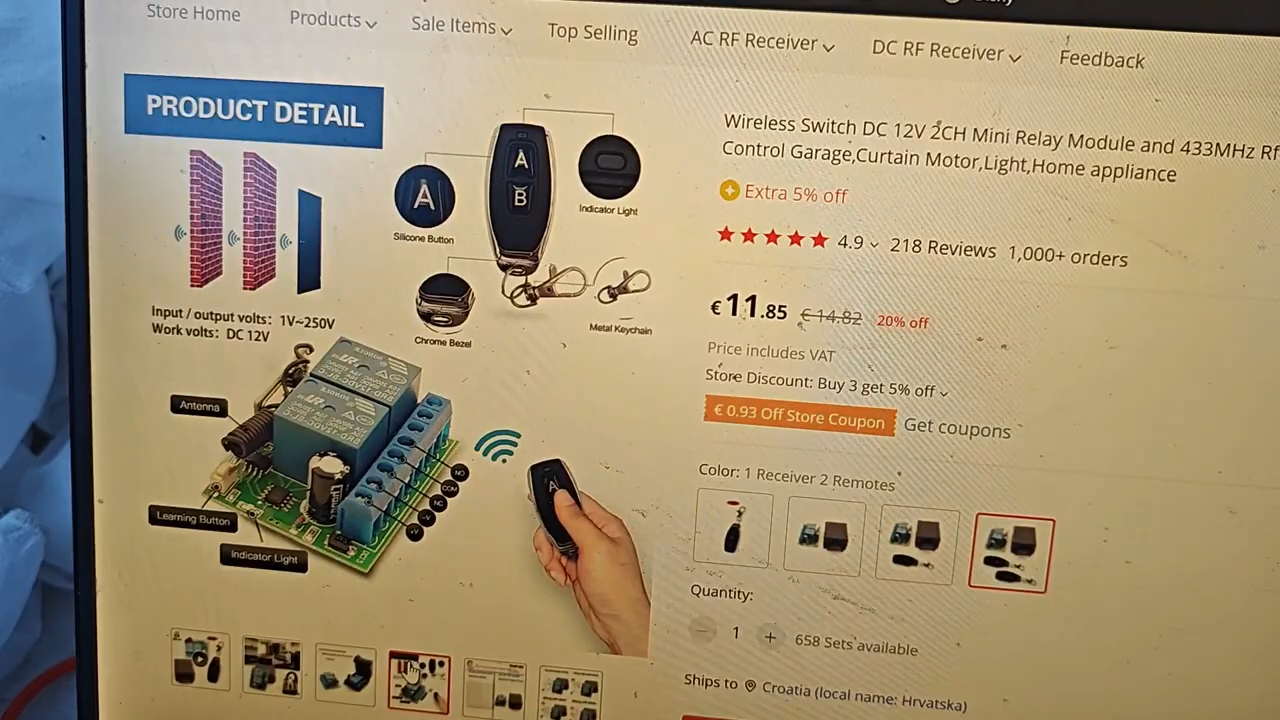 Store Home
Products
Sale Items
Top Selling
AC RF Receiver
DC RF Receiver
Feedback
PRODUCT DETAIL
A
A
B
Silicone Button
Indicator Light
Chrome Bezel
Metal Keychain
Input / output volts: 1V~250V
Work volts: DC 12V
Antenna
Learning Button
Indicator Light
NO
COM
NC
-V
+V
A
Wireless Switch DC 12V 2CH Mini Relay Module and 433MHz Rf
Control Garage,Curtain Motor,Light,Home appliance
Extra 5% off
4.9 218 Reviews 1,000+ orders
€11.85 € 14.82 20% off
Price includes VAT
Store Discount: Buy 3 get 5% off
€ 0.93 Off Store Coupon Get coupons
Color: 1 Receiver 2 Remotes
Quantity:
1 658 Sets available
Ships to Croatia (local name: Hrvatska)